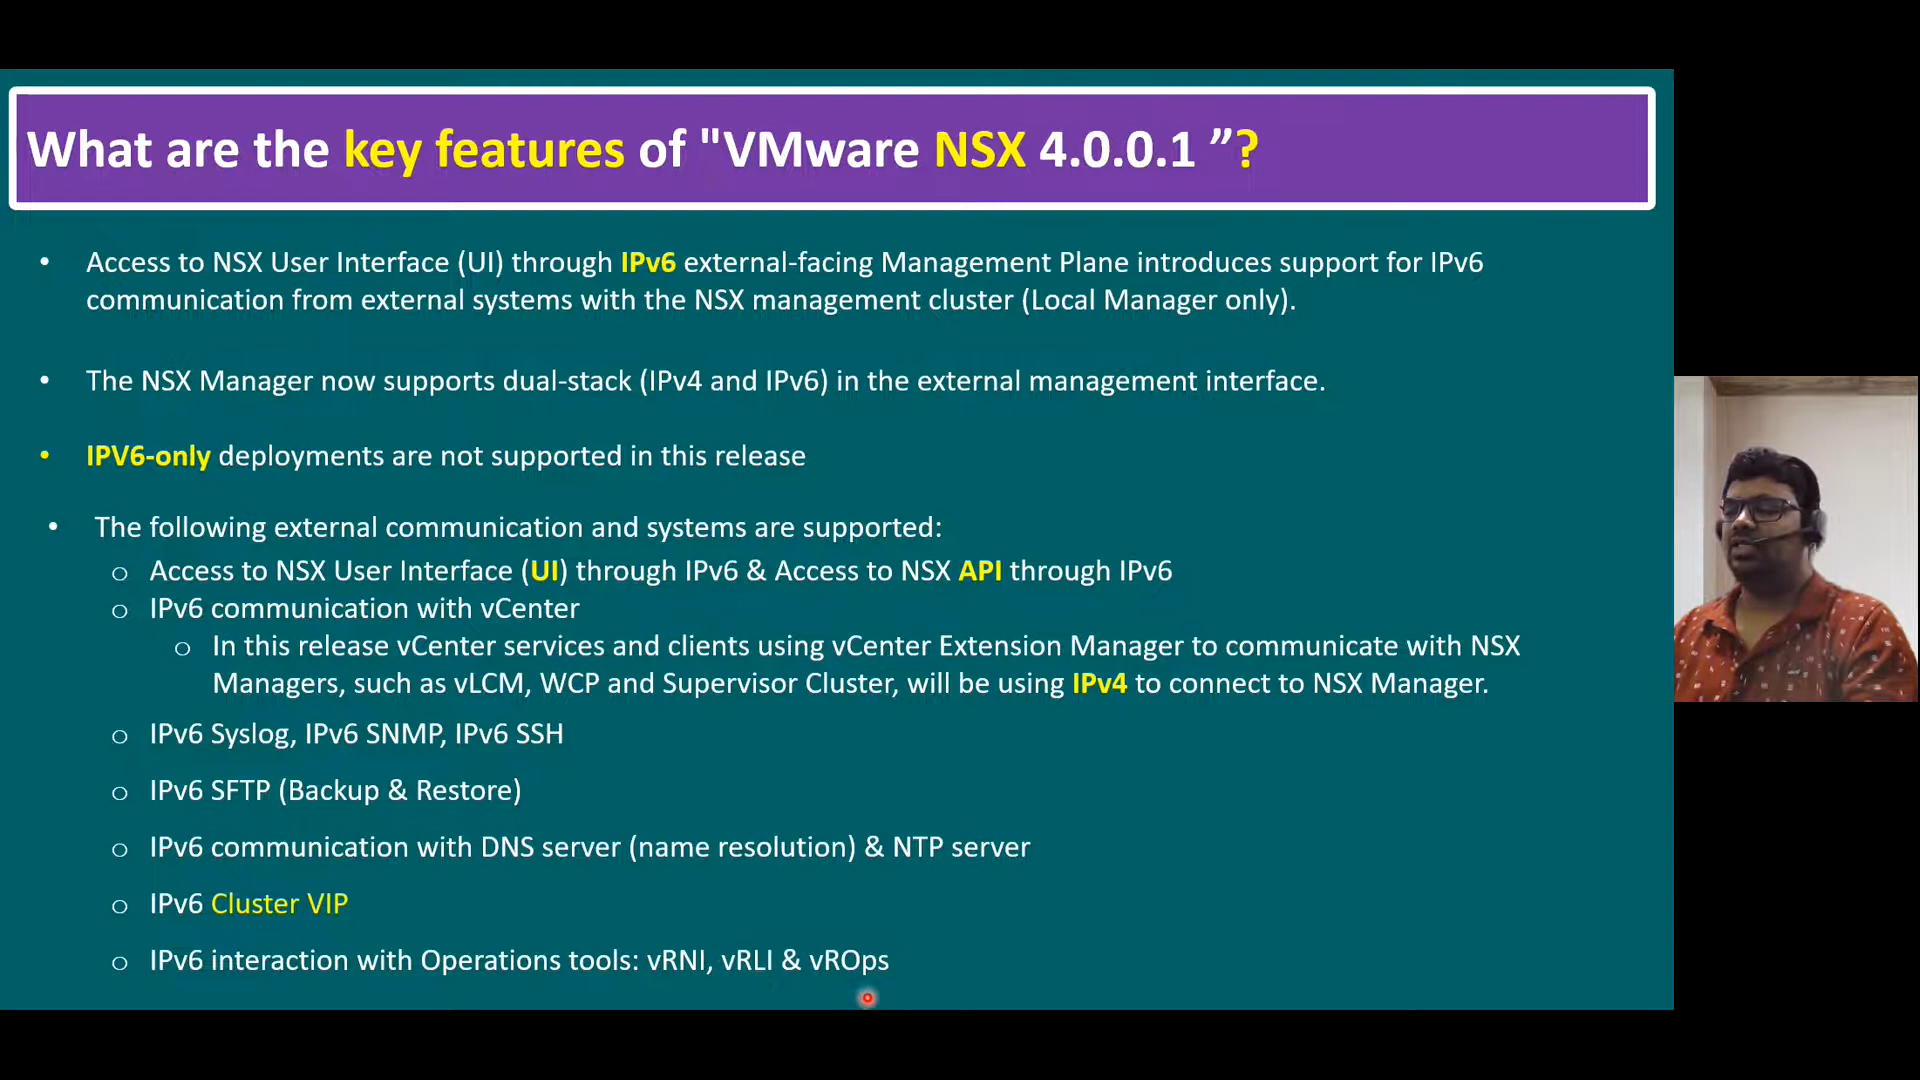 What are the key features of "VMware NSX 4.0.0.1 ”?
• Access to NSX User Interface (UI) through IPv6 external-facing Management Plane introduces support for IPv6
communication from external systems with the NSX management cluster (Local Manager only).
• The NSX Manager now supports dual-stack (IPv4 and IPv6) in the external management interface.
• IPV6-only deployments are not supported in this release
• The following external communication and systems are supported:
o Access to NSX User Interface (UI) through IPv6 & Access to NSX API through IPv6
o IPv6 communication with vCenter
o In this release vCenter services and clients using vCenter Extension Manager to communicate with NSX
Managers, such as vLCM, WCP and Supervisor Cluster, will be using IPv4 to connect to NSX Manager.
o IPv6 Syslog, IPv6 SNMP, IPv6 SSH
o IPv6 SFTP (Backup & Restore)
o IPv6 communication with DNS server (name resolution) & NTP server
o IPv6 Cluster VIP
o IPv6 interaction with Operations tools: vRNI, vRLI & vROps